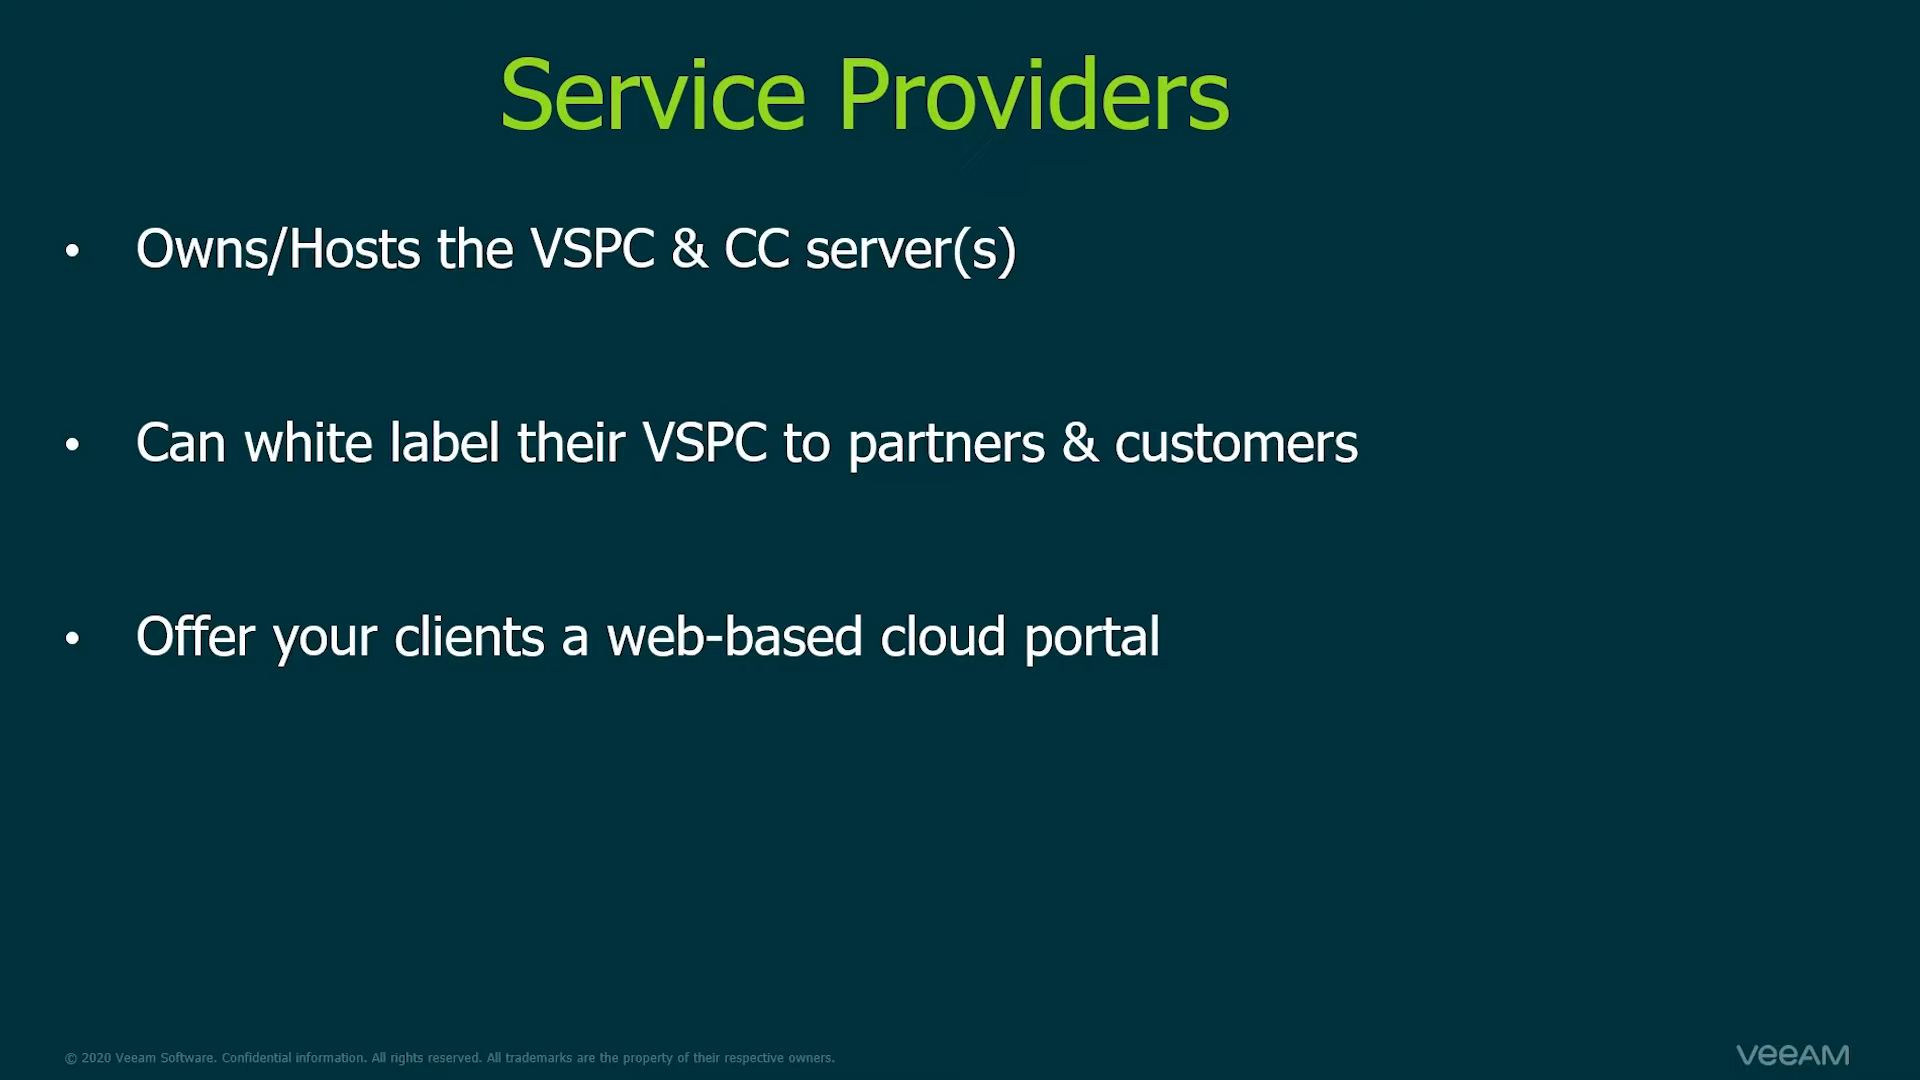 Service Providers
• Owns/Hosts the VSPC & CC server(s)
• Can white label their VSPC to partners & customers
• Offer your clients a web-based cloud portal
© 2020 Veeam Software. Confidential information. All rights reserved. All trademarks are the property of their respective owners.
VEEAM